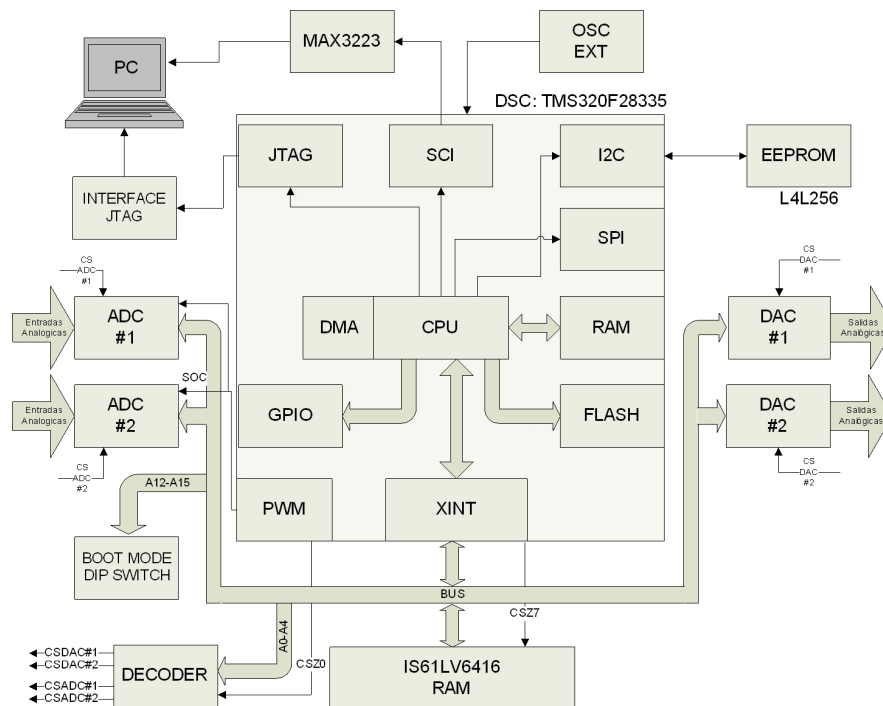 MAX3223
OSC
EXT
PC
DSC: TMS320F28335
JTAG
SCI
I2C
EEPROM
L4L256
INTERFACE
JTAG
SPI
CS
ADC
#1
CS
DAC
#1
Entradas
Analogicas
ADC
#1
DMA
CPU
RAM
DAC
#1
Salidas
Analógicas
SOC
Entradas
Analogicas
ADC
#2
GPIO
FLASH
DAC
#2
Salidas
Analógicas
CS
ADC
#2
CS
DAC
#2
A12-A15
PWM
XINT
BOOT MODE
DIP SWITCH
BUS
CSZ7
A0-A4
CSZ0
CSDAC#1
CSDAC#2
CSADC#1
CSADC#2
DECODER
IS61LV6416
RAM